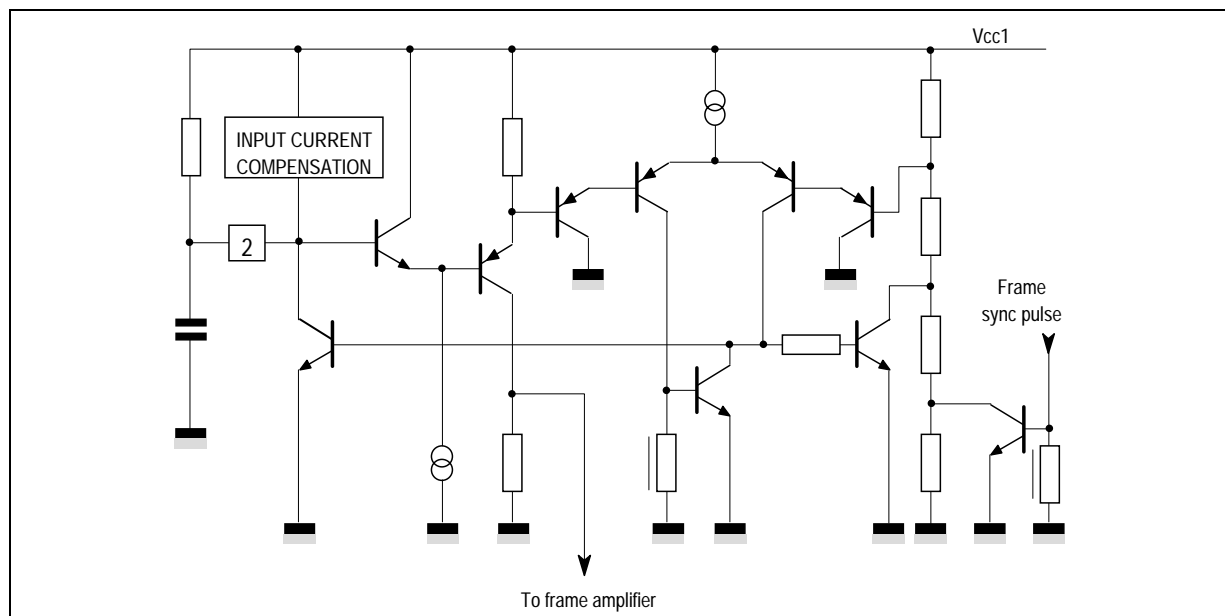 Vcc1
INPUT CURRENT
COMPENSATION
2
Frame
sync pulse
To frame amplifier